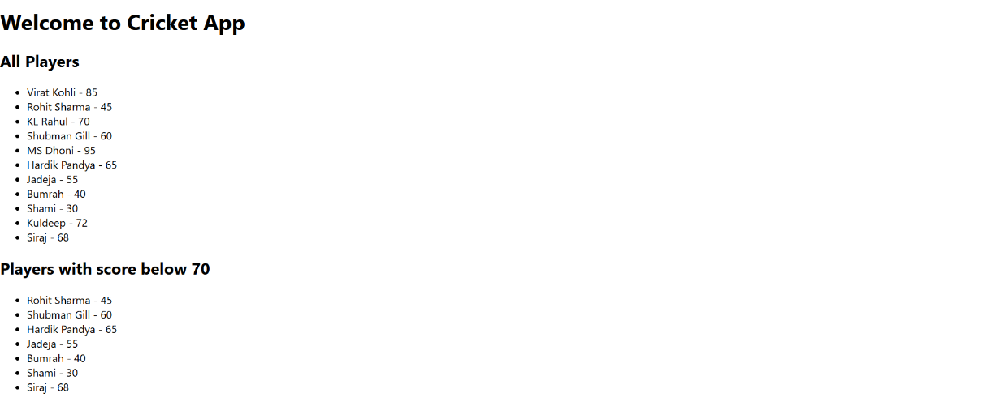 Welcome to Cricket App
All Players
Virat Kohli - 85
Rohit Sharma - 45
KL Rahul - 70
Shubman Gill - 60
MS Dhoni - 95
Hardik Pandya - 65
Jadeja - 55
Bumrah - 40
Shami - 30
Kuldeep - 72
Siraj - 68
Players with score below 70
Rohit Sharma - 45
Shubman Gill - 60
Hardik Pandya - 65
Jadeja - 55
Bumrah - 40
Shami - 30
Siraj - 68